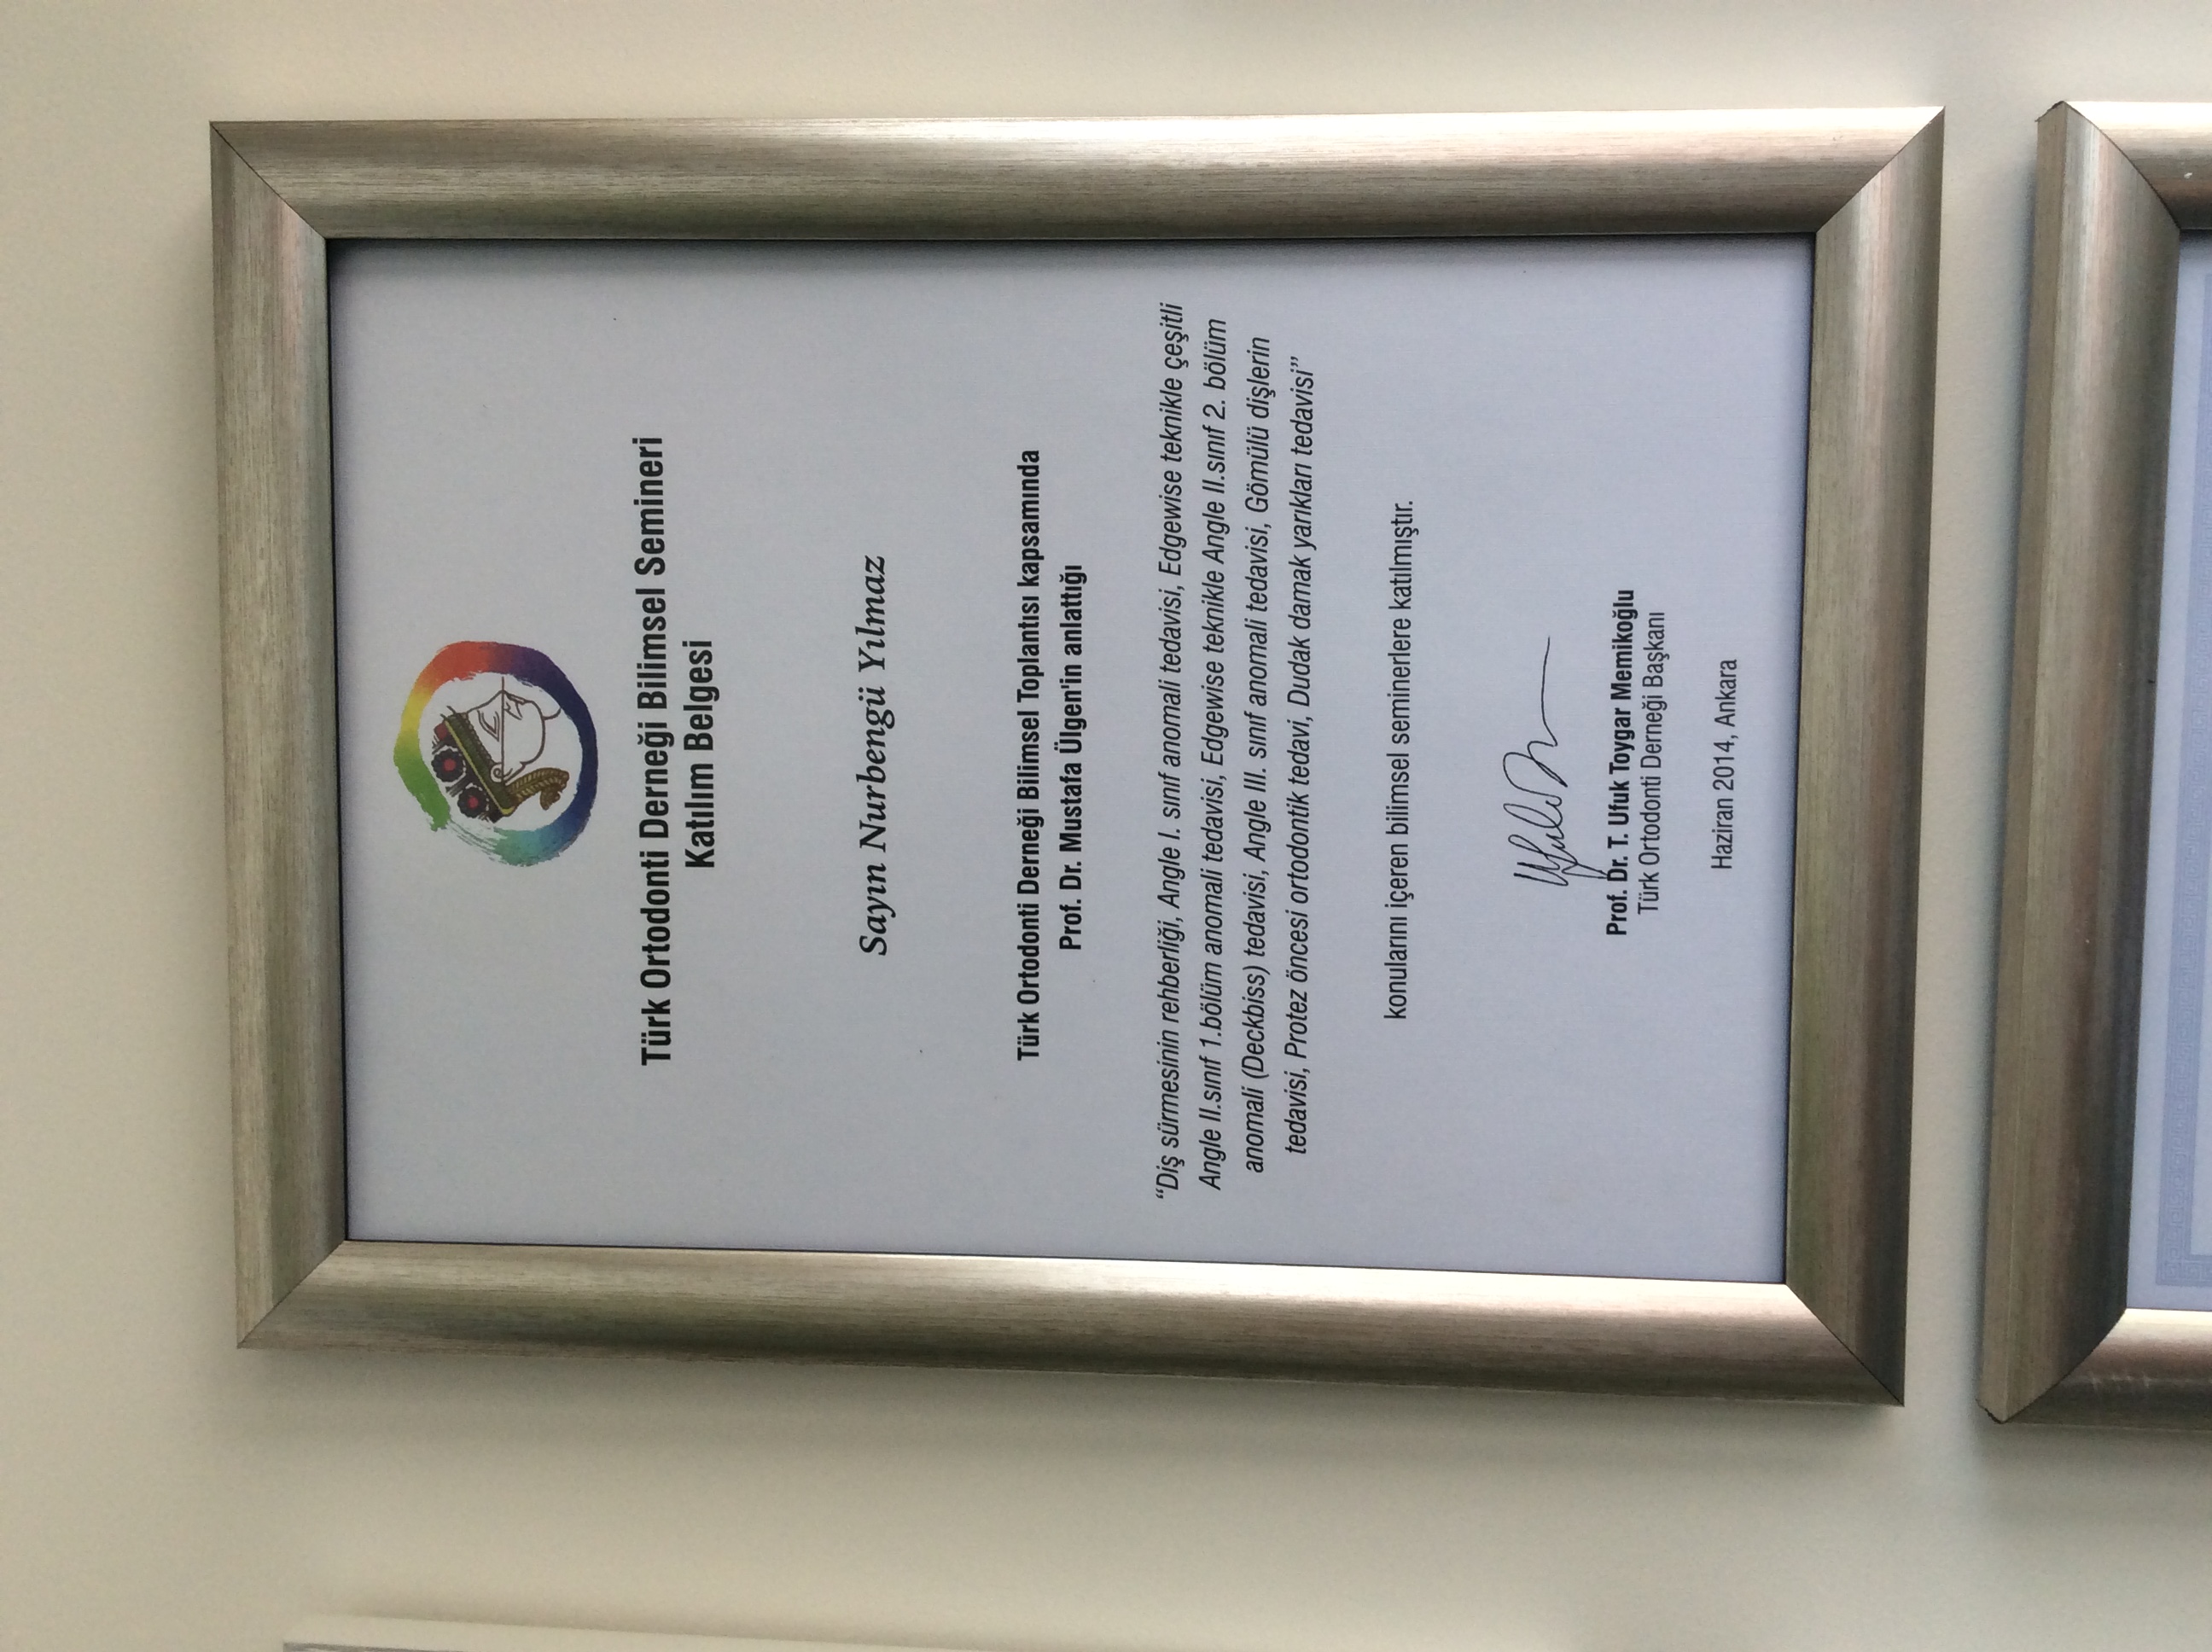 Türk Ortodonti Derneği Bilimsel Semineri
Katılım Belgesi
Sayın Nurbengü Yılmaz
Türk Ortodonti Derneği Bilimsel Toplantısı kapsamında
Prof. Dr. Mustafa Ülgen'in anlattığı
“Diş sürmesinin rehberliği, Angle I. sınıf anomali tedavisi, Edgewise teknikle çeşitli
Angle II.sınıf 1.bölüm anomali tedavisi, Edgewise teknikle Angle II.sınıf 2. bölüm
anomali (Deckbiss) tedavisi, Angle III. sınıf anomali tedavisi, Gömülü dişlerin
tedavisi, Protez öncesi ortodontik tedavi, Dudak damak yarıkları tedavisi”
konularını içeren bilimsel seminerlere katılmıştır.
Prof. Dr. T. Ufuk Toygar Memikoğlu
Türk Ortodonti Derneği Başkanı
Haziran 2014, Ankara